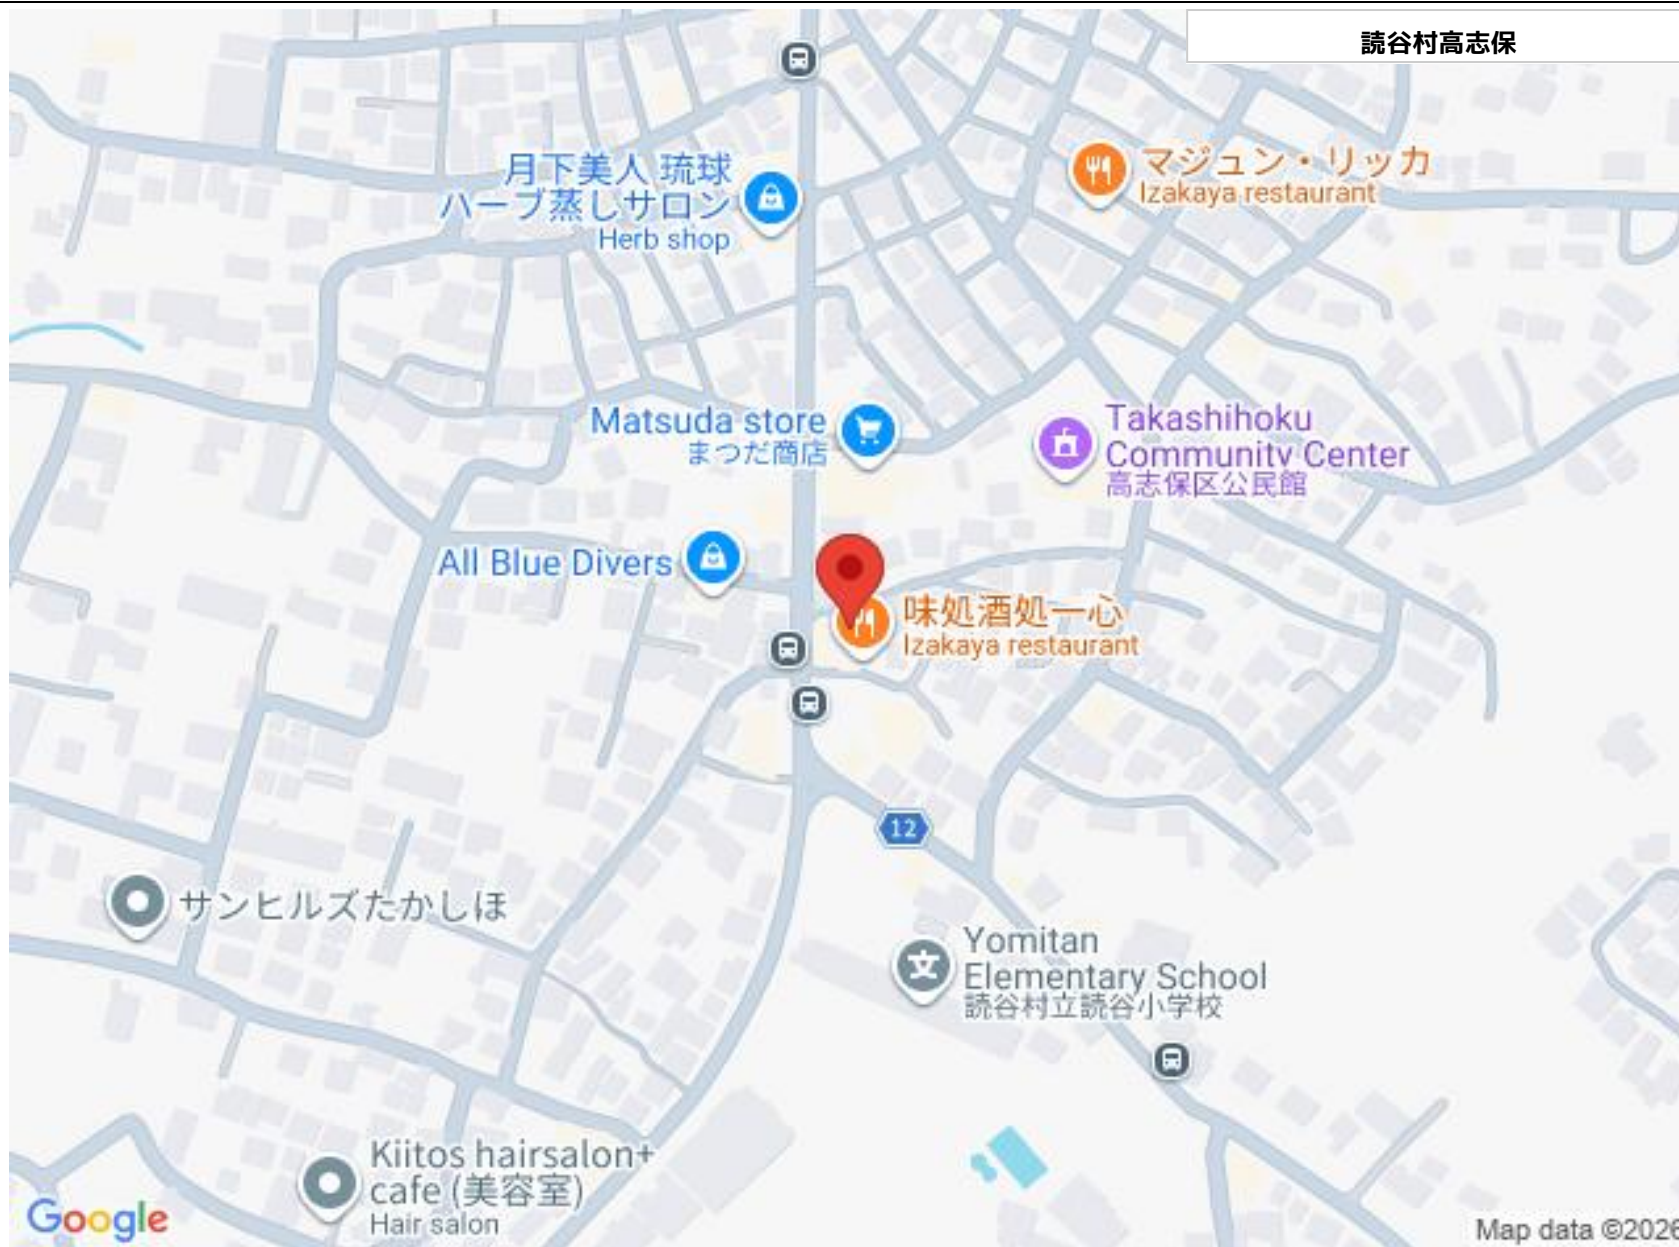 読谷村高志保
月下美人 琉球
ハーブ蒸しサロン
Herb shop
マジュン・リッカ
Izakaya restaurant
Matsuda store
まつだ商店
Takashihoku
Community Center
高志保区公民館
All Blue Divers
味処酒処一心
Izakaya restaurant
12
サンヒルズたかしほ
Yomitan
Elementary School
読谷村立読谷小学校
文
Kiitos hairsalon+
cafe (美容室)
Hair salon
Google
Map data ©2026